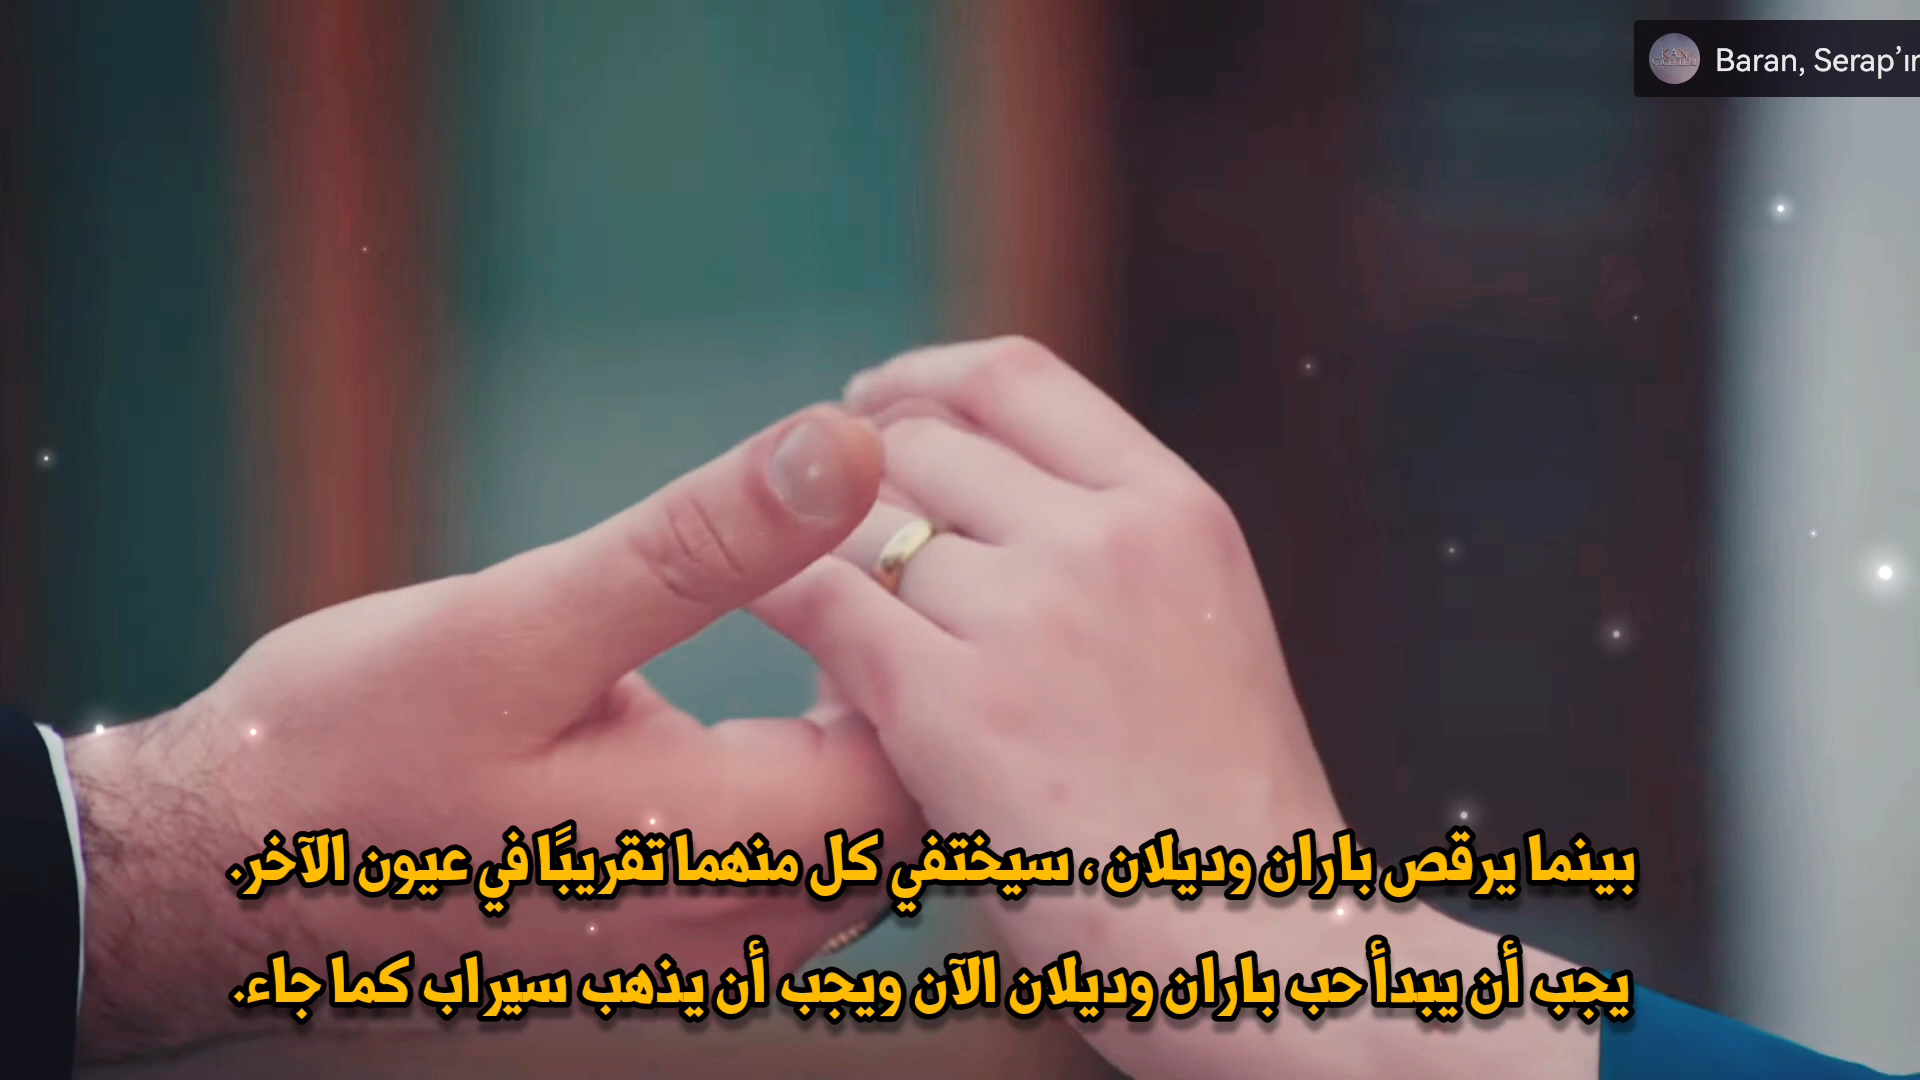 Baran, Serap’ın
بينما يرقص باران وديلان ، سيختفي كل منهما تقريبًا في عيون الآخر.
يجب أن يبدأ حب باران وديلان الآن ويجب أن يذهب سيراب كما جاء.